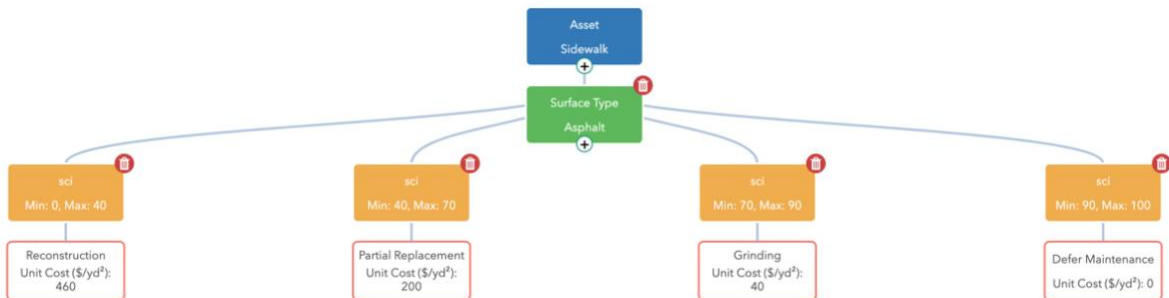 Asset
Sidewalk
Surface Type
Asphalt
sci
Min: 0, Max: 40
sci
Min: 40, Max: 70
sci
Min: 70, Max: 90
sci
Min: 90, Max: 100
Reconstruction
Unit Cost ($/yd²):
460
Partial Replacement
Unit Cost ($/yd²):
200
Grinding
Unit Cost ($/yd²):
40
Defer Maintenance
Unit Cost ($/yd²): 0